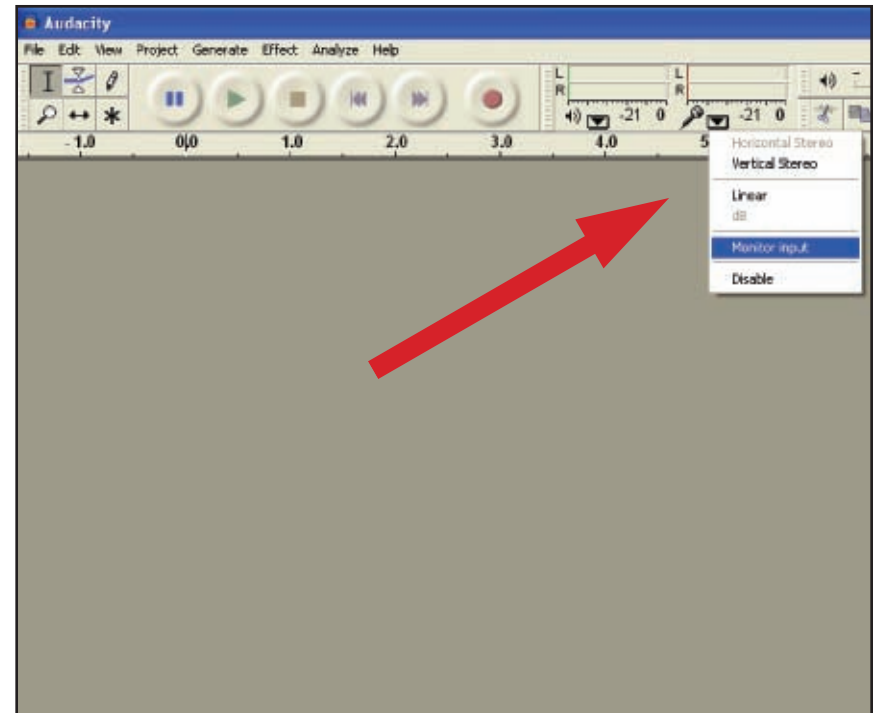 Audacity
File Edit View Project Generate Effect Analyze Help
L
R
L
R
-21 0
-21 0
-1.0 0.0 1.0 2.0 3.0 4.0 5
Horizontal Stereo
Vertical Stereo
Linear
dB
Monitor input
Disable